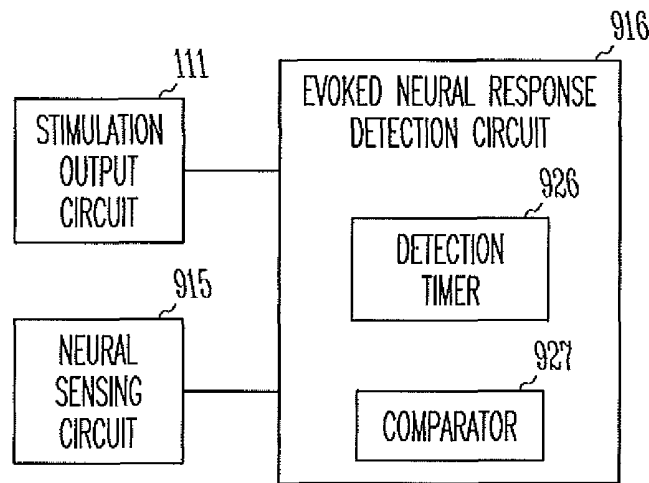 111
STIMULATION
OUTPUT
CIRCUIT
915
NEURAL
SENSING
CIRCUIT
916
EVOKED NEURAL RESPONSE
DETECTION CIRCUIT
926
DETECTION
TIMER
927
COMPARATOR